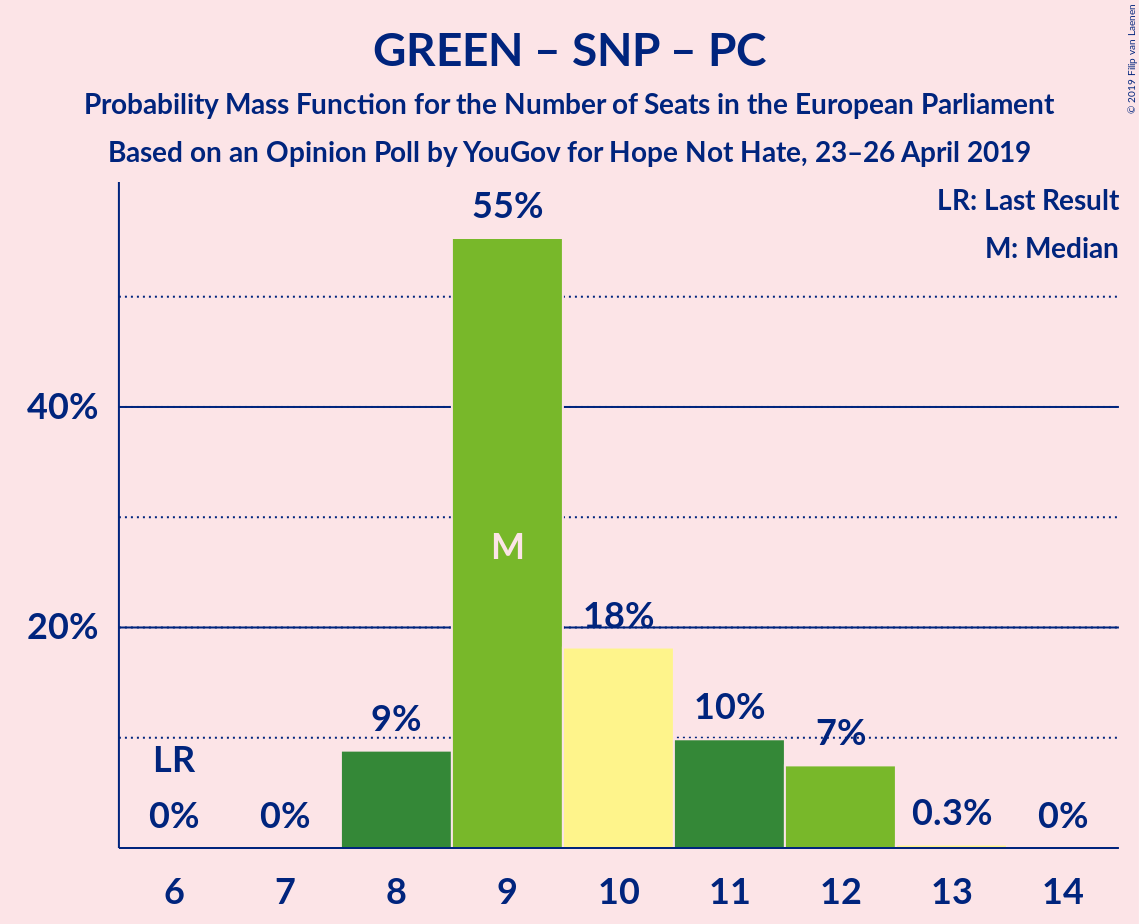 GREEN – SNP – PC
Probability Mass Function for the Number of Seats in the European Parliament
Based on an Opinion Poll by YouGov for Hope Not Hate, 23–26 April 2019
© 2019 Filip van Laenen
LR: Last Result
M: Median
55%
40%
M
20%
18%
9%
10%
7%
LR
0%
0%
0.3%
0%
6
7
8
9
10
11
12
13
14